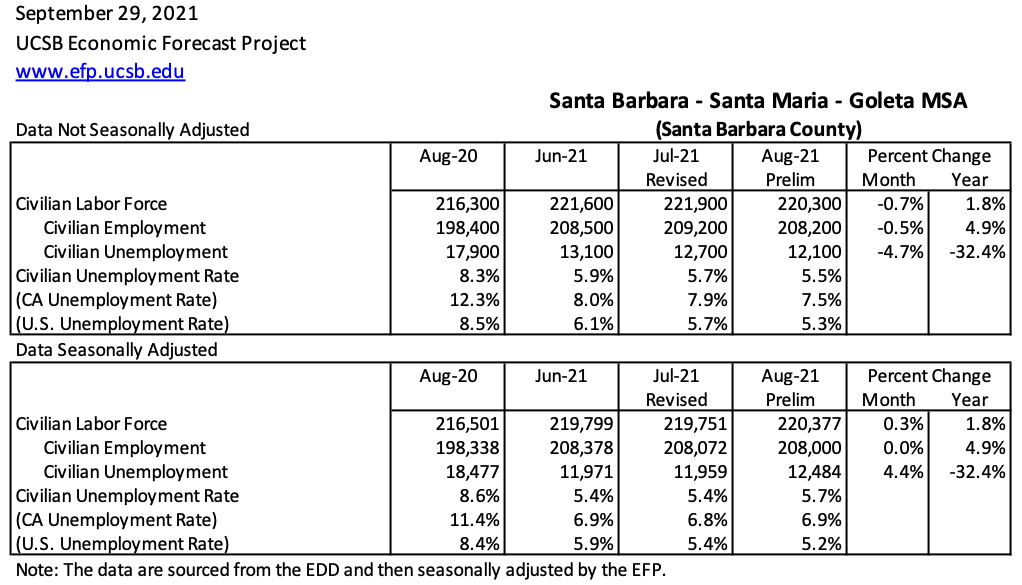 September 29, 2021
UCSB Economic Forecast Project
www.efp.ucsb.edu
Santa Barbara - Santa Maria - Goleta MSA
Data Not Seasonally Adjusted (Santa Barbara County)
Aug-20 Jun-21 Jul-21 Aug-21 Percent Change
Revised Prelim Month Year
Civilian Labor Force 216,300 221,600 221,900 220,300 -0.7% 1.8%
Civilian Employment 198,400 208,500 209,200 208,200 -0.5% 4.9%
Civilian Unemployment 17,900 13,100 12,700 12,100 -4.7% -32.4%
Civilian Unemployment Rate 8.3% 5.9% 5.7% 5.5%
(CA Unemployment Rate) 12.3% 8.0% 7.9% 7.5%
(U.S. Unemployment Rate) 8.5% 6.1% 5.7% 5.3%
Data Seasonally Adjusted
Aug-20 Jun-21 Jul-21 Aug-21 Percent Change
Revised Prelim Month Year
Civilian Labor Force 216,501 219,799 219,751 220,377 0.3% 1.8%
Civilian Employment 198,338 208,378 208,072 208,000 0.0% 4.9%
Civilian Unemployment 18,477 11,971 11,959 12,484 4.4% -32.4%
Civilian Unemployment Rate 8.6% 5.4% 5.4% 5.7%
(CA Unemployment Rate) 11.4% 6.9% 6.8% 6.9%
(U.S. Unemployment Rate) 8.4% 5.9% 5.4% 5.2%
Note: The data are sourced from the EDD and then seasonally adjusted by the EFP.